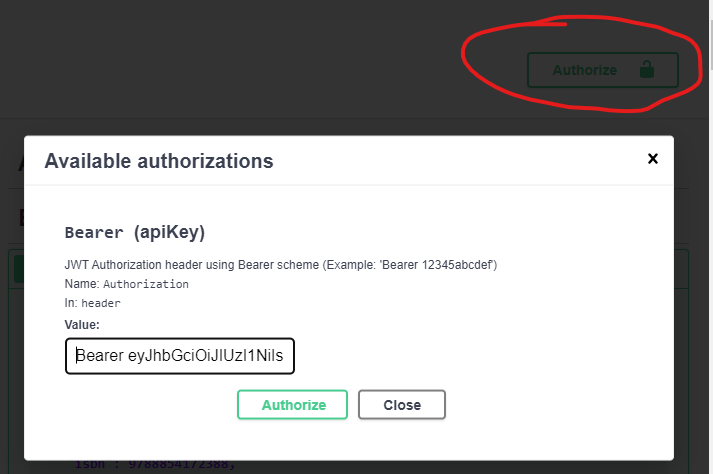 Authorize
Available authorizations
Bearer (apiKey)
JWT Authorization header using Bearer scheme (Example: 'Bearer 12345abcdef')
Name: Authorization
In: header
Value:
Bearer eyJhbGciOiJIUzI1NiIs
Authorize Close
isbn : 9788854172388,